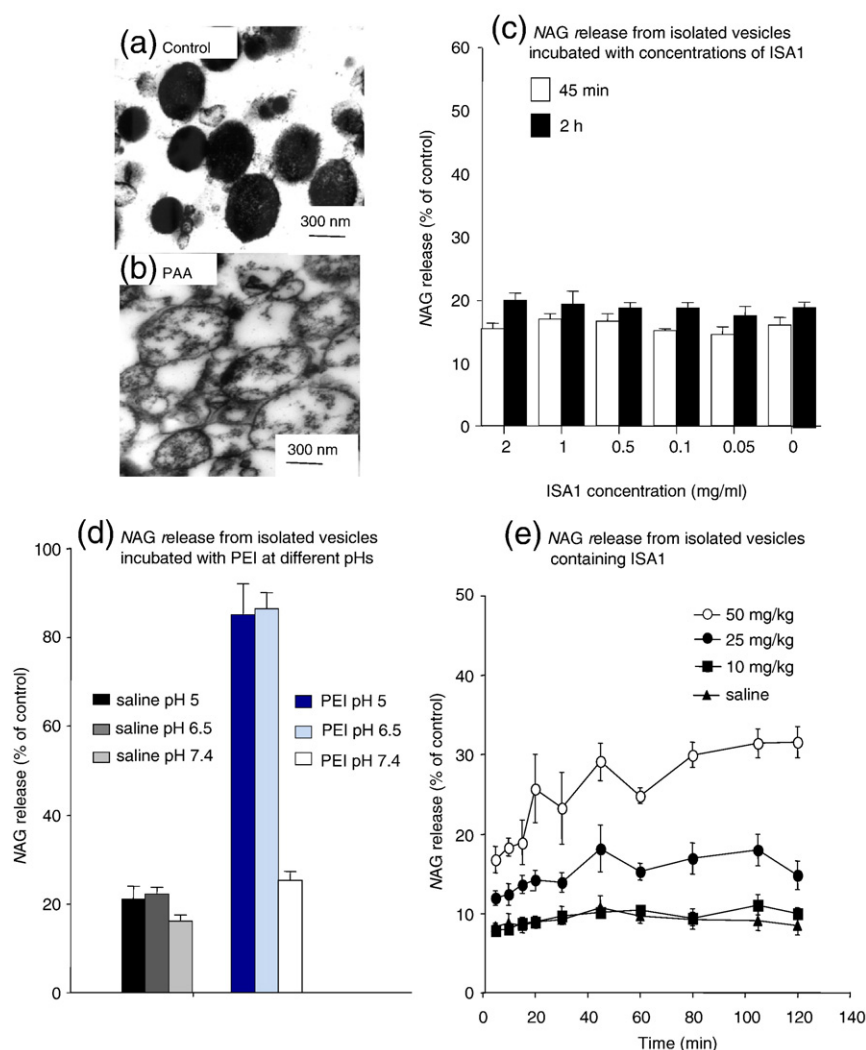 (a) Control
300 nm
(b) PAA
300 nm
(c) NAG release from isolated vesicles
incubated with concentrations of ISA1
60
50
40
30
20
10
0
NAG release (% of control)
45 min
2 h
2 1 0.5 0.1 0.05 0
ISA1 concentration (mg/ml)
(d) NAG release from isolated vesicles
incubated with PEI at different pHs
100
80
60
40
20
0
NAG release (% of control)
saline pH 5
saline pH 6.5
saline pH 7.4
PEI pH 5
PEI pH 6.5
PEI pH 7.4
(e) NAG release from isolated vesicles
containing ISA1
50
40
30
20
10
0
NAG release (% of control)
50 mg/kg
25 mg/kg
10 mg/kg
saline
0 20 40 60 80 100 120 140
Time (min)